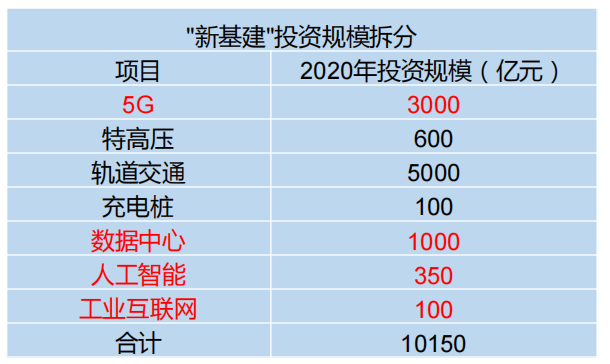 "新基建"投资规模拆分
项目 2020年投资规模（亿元）
5G 3000
特高压 600
轨道交通 5000
充电桩 100
数据中心 1000
人工智能 350
工业互联网 100
合计 10150